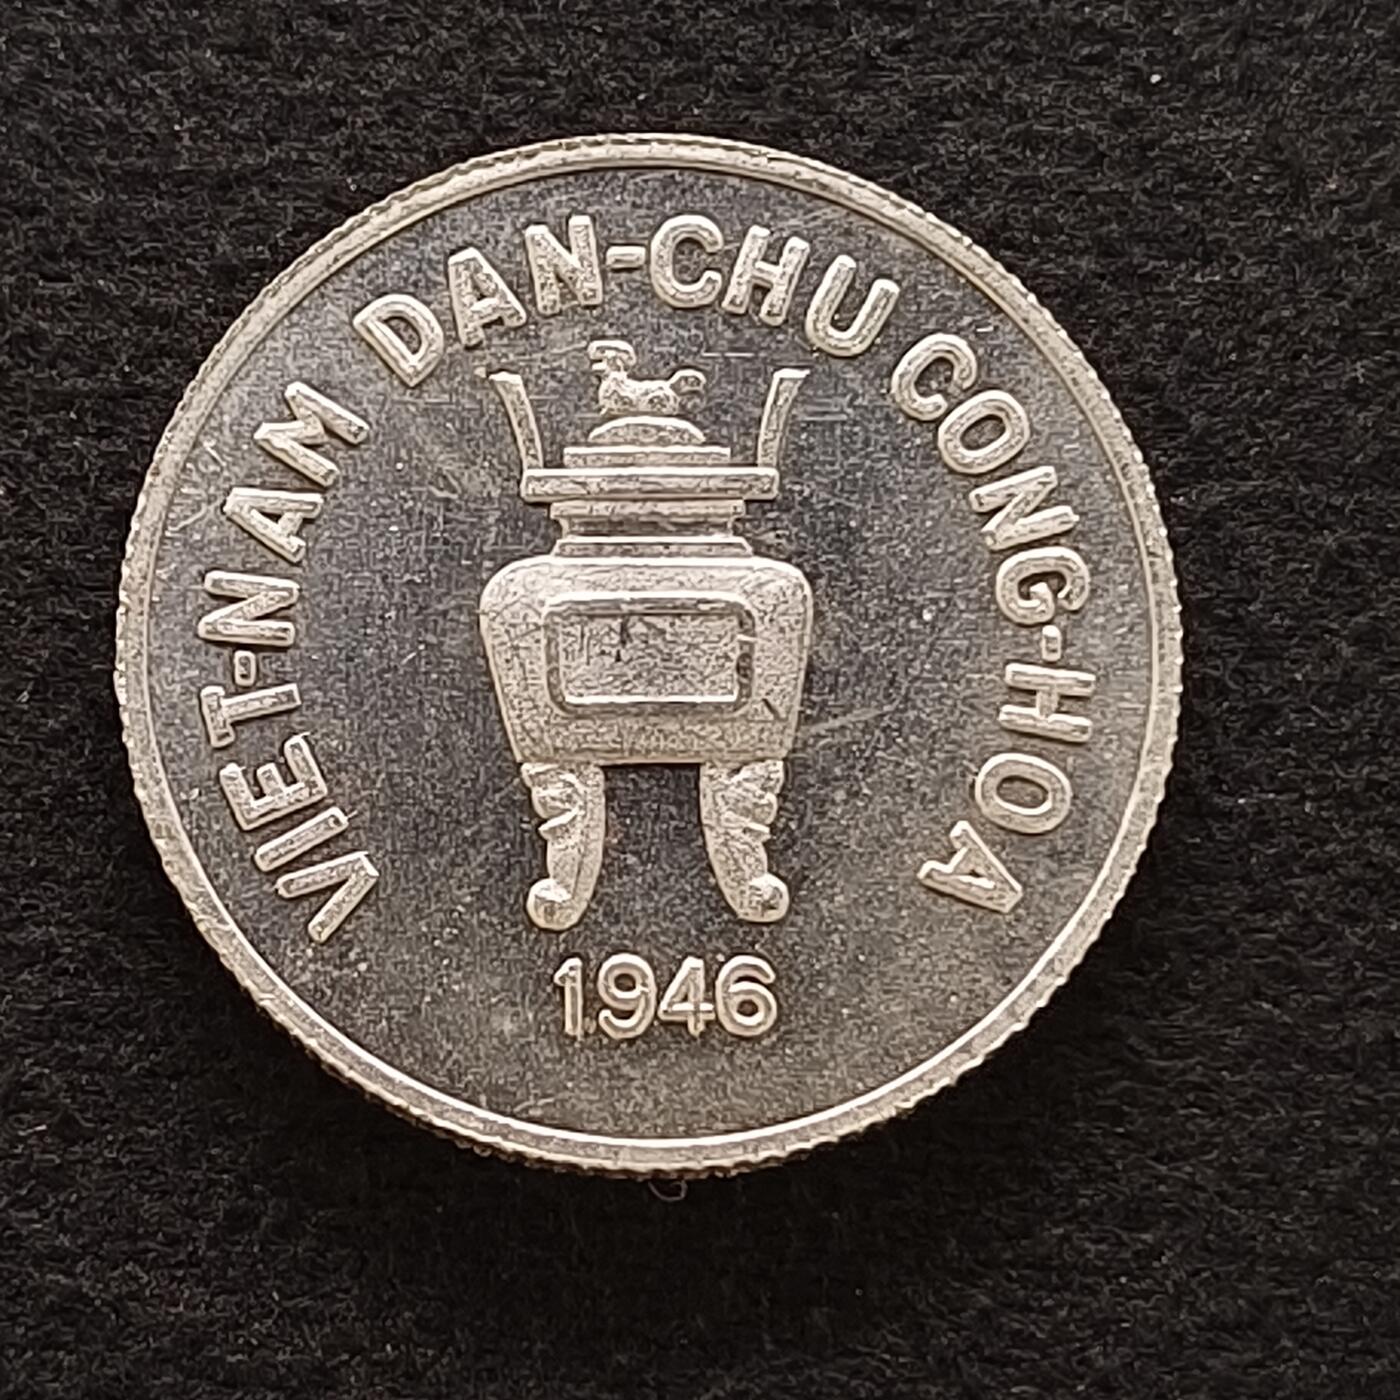 VIET-NAM DAN-CHU CONG-HOA
1946